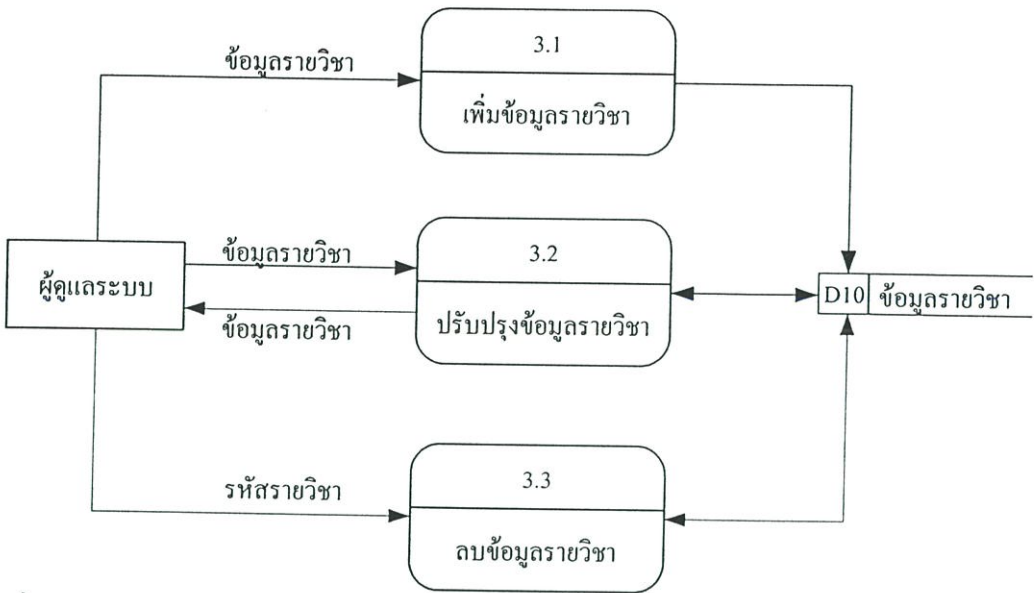 3.1
ข้อมูลรายวิชา
เพิ่มข้อมูลรายวิชา
ข้อมูลรายวิชา
3.2
ผู้ดูแลระบบ
D10 ข้อมูลรายวิชา
ข้อมูลรายวิชา
ปรับปรุงข้อมูลรายวิชา
3.3
รหัสรายวิชา
ลบข้อมูลรายวิชา